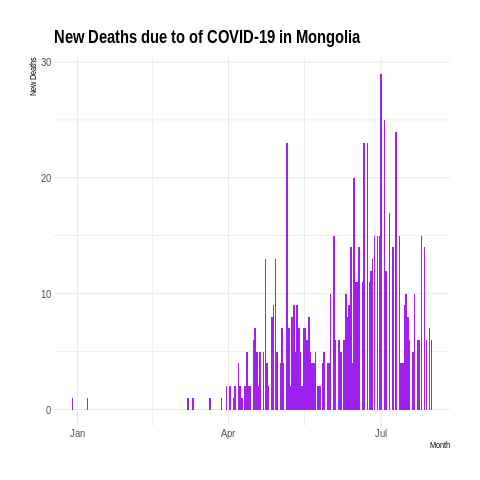 New Deaths due to of COVID-19 in Mongolia
New Deaths
30
20
10
0
Jan
Apr
Jul
Month